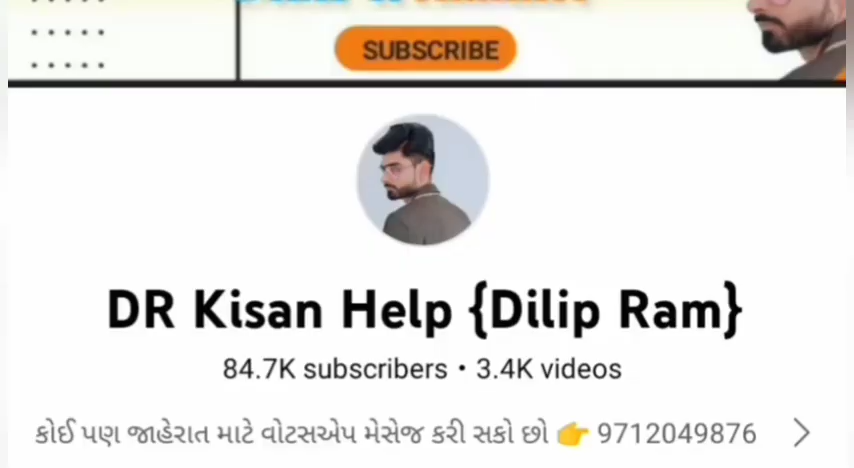 SUBSCRIBE
DR Kisan Help {Dilip Ram}
84.7K subscribers • 3.4K videos
કોઈ પણ જાહેરાત માટે વોટસએપ મેસેજ કરી સકો છો 👉 9712049876